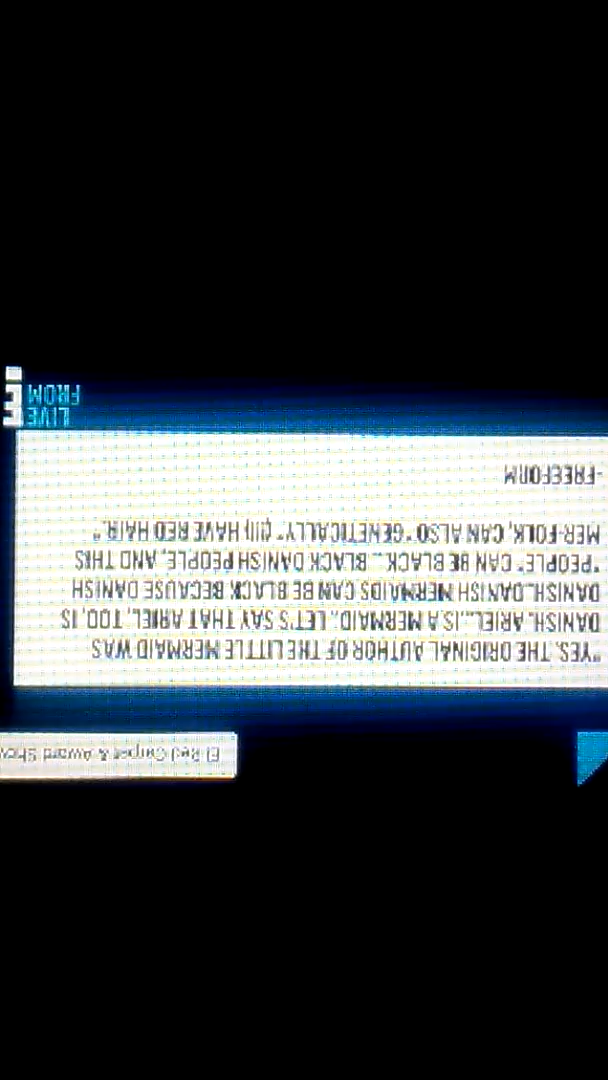 E! Red Carpet & Award Show
"YES. THE ORIGINAL AUTHOR OF THE LITTLE MERMAID WAS
DANISH. ARIEL...IS A MERMAID.. LET'S SAY THAT ARIEL, TOO, IS
DANISH. DANISH MERMAIDS CAN BE BLACK BECAUSE DANISH
*PEOPLE* CAN BE BLACK... BLACK DANISH PEOPLE, AND THIS
MER-FOLK, CAN ALSO *GENETICALLY* (!!!) HAVE RED HAIR."
-FREEFORM
LIVE
FROM
E!